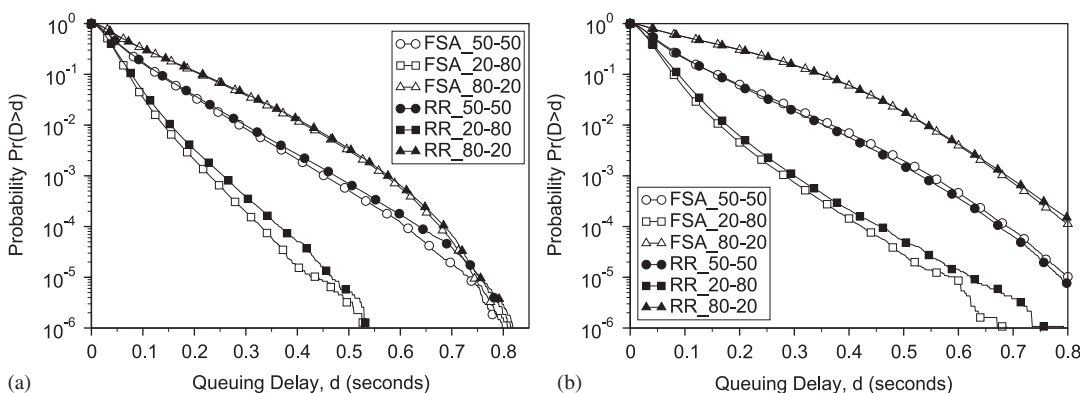 Probability Pr(D>d)
10^0
10^-1
10^-2
10^-3
10^-4
10^-5
10^-6
FSA_50-50
FSA_20-80
FSA_80-20
RR_50-50
RR_20-80
RR_80-20
0 0.1 0.2 0.3 0.4 0.5 0.6 0.7 0.8
Queuing Delay, d (seconds)
(a)
Probability Pr(D>d)
10^0
10^-1
10^-2
10^-3
10^-4
10^-5
10^-6
FSA_50-50
FSA_20-80
FSA_80-20
RR_50-50
RR_20-80
RR_80-20
0 0.1 0.2 0.3 0.4 0.5 0.6 0.7 0.8
Queuing Delay, d (seconds)
(b)